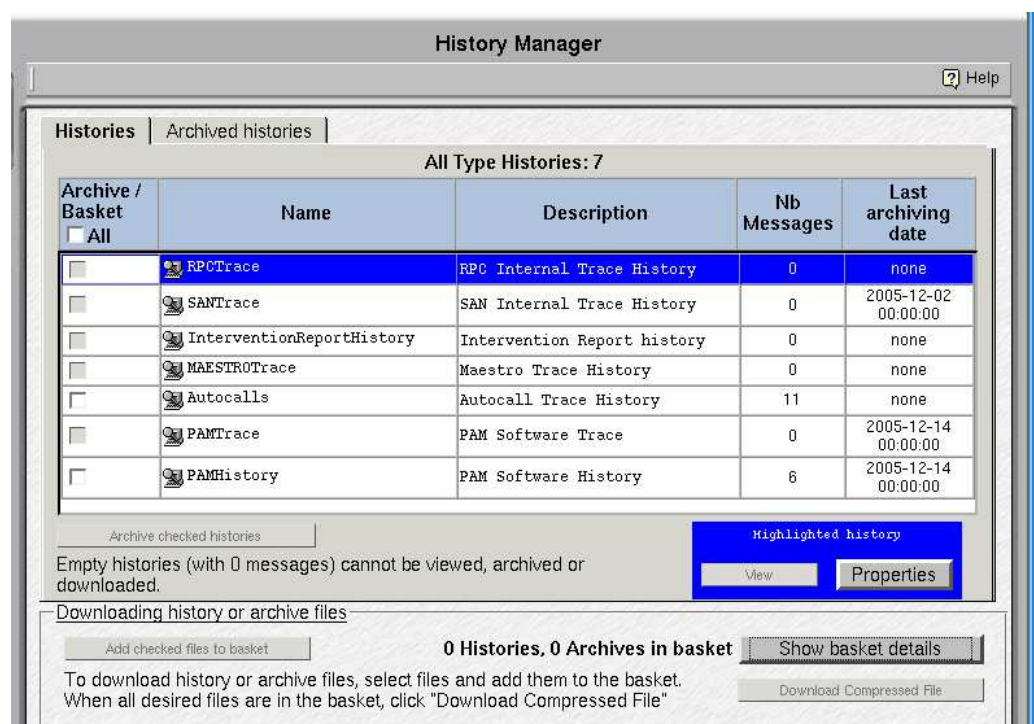 History Manager
Help
Histories Archived histories
All Type Histories: 7
Archive / Basket All Name Description Nb Messages Last archiving date
RPCTrace RPC Internal Trace History 0 none
SANTrace SAN Internal Trace History 0 2005-12-02 00:00:00
InterventionReportHistory Intervention Report history 0 none
MAESTROTrace Maestro Trace History 0 none
Autocalls Autocall Trace History 11 none
PAMTrace PAM Software Trace 0 2005-12-14 00:00:00
PAMHistory PAM Software History 6 2005-12-14 00:00:00
Archive checked histories
Highlighted history
Empty histories (with 0 messages) cannot be viewed, archived or
downloaded.
View Properties
Downloading history or archive files
Add checked files to basket 0 Histories, 0 Archives in basket Show basket details
To download history or archive files, select files and add them to the basket.
When all desired files are in the basket, click "Download Compressed File"
Download Compressed File